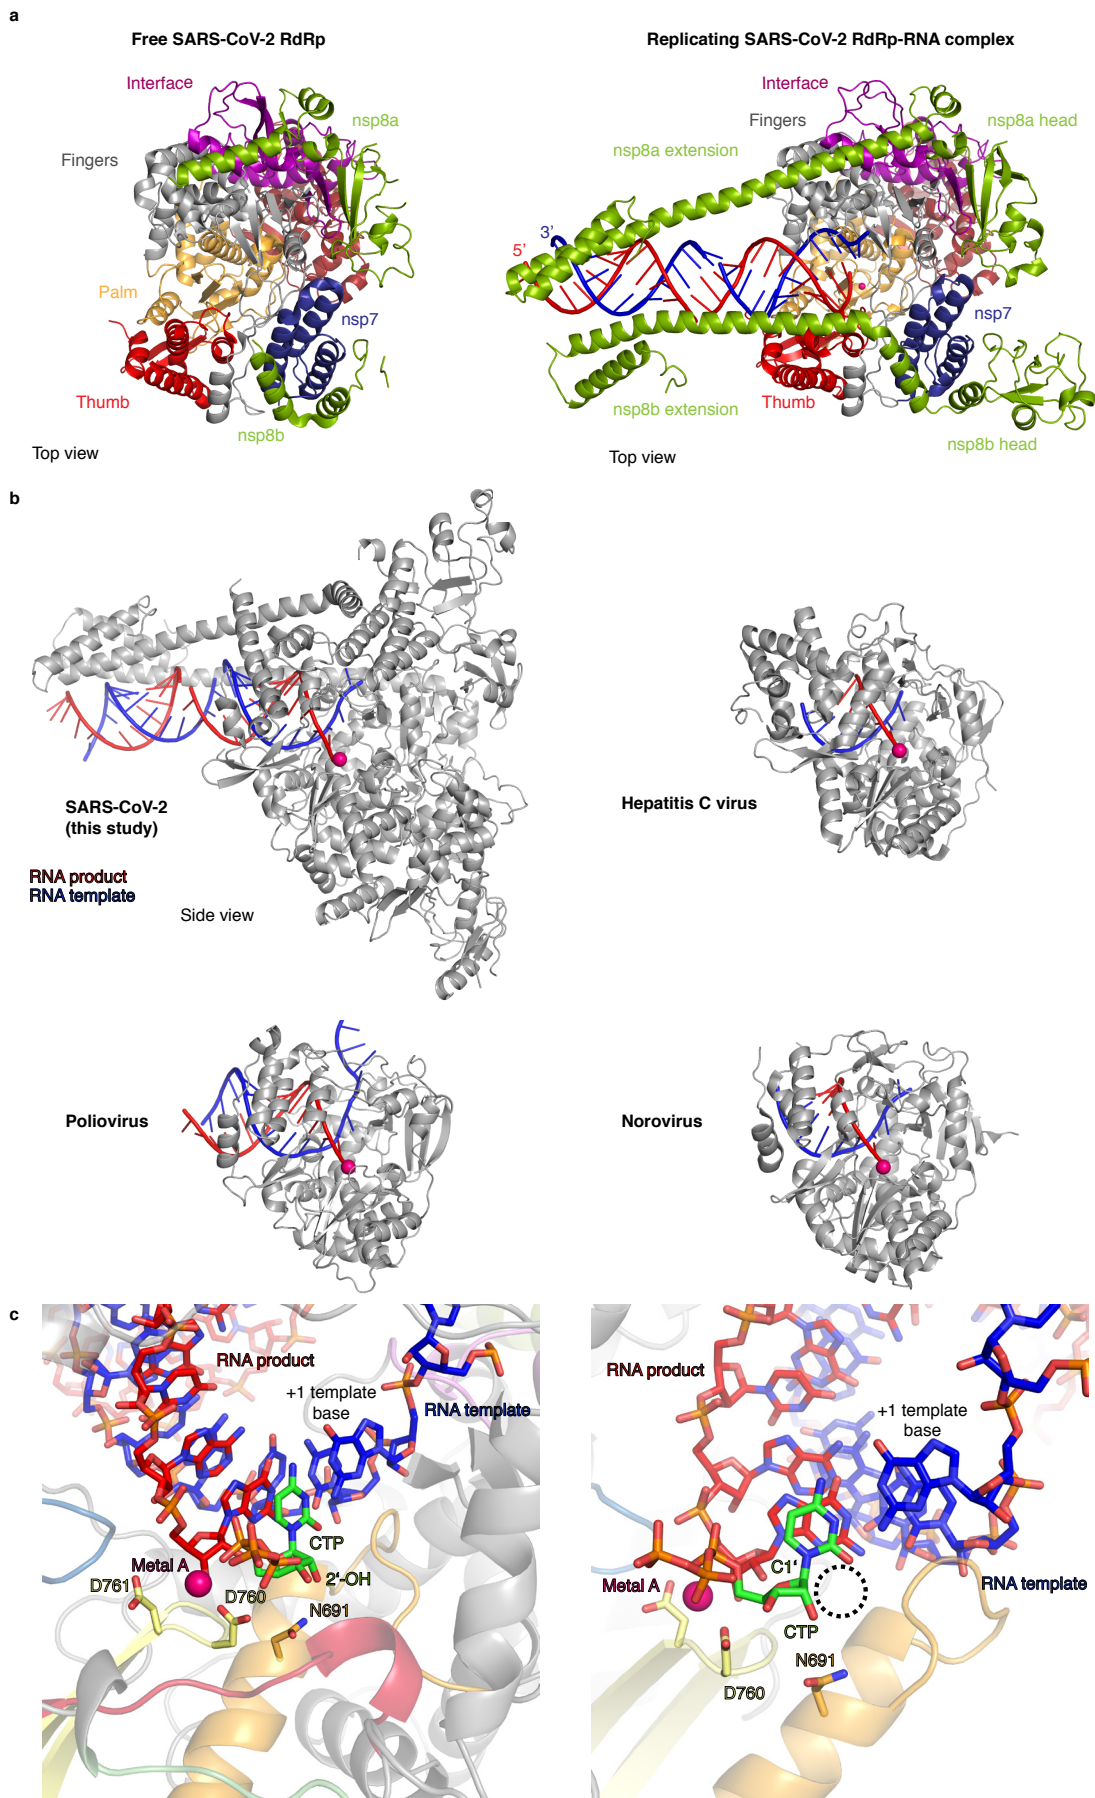 a
Free SARS-CoV-2 RdRp
Replicating SARS-CoV-2 RdRp-RNA complex
Interface
nsp8a
Fingers
Palm
nsp7
Thumb
nsp8b
Top view
Interface
Fingers
nsp8a head
nsp8a extension
3’
5’
nsp7
nsp8b extension
Thumb
nsp8b head
Top view
b
SARS-CoV-2
(this study)
RNA product
RNA template
Side view
Hepatitis C virus
Poliovirus
Norovirus
c
RNA product
+1 template
base
RNA template
CTP
Metal A
2‘-OH
D761
D760
N691
RNA product
+1 template
base
C1‘
Metal A
RNA template
CTP
N691
D760